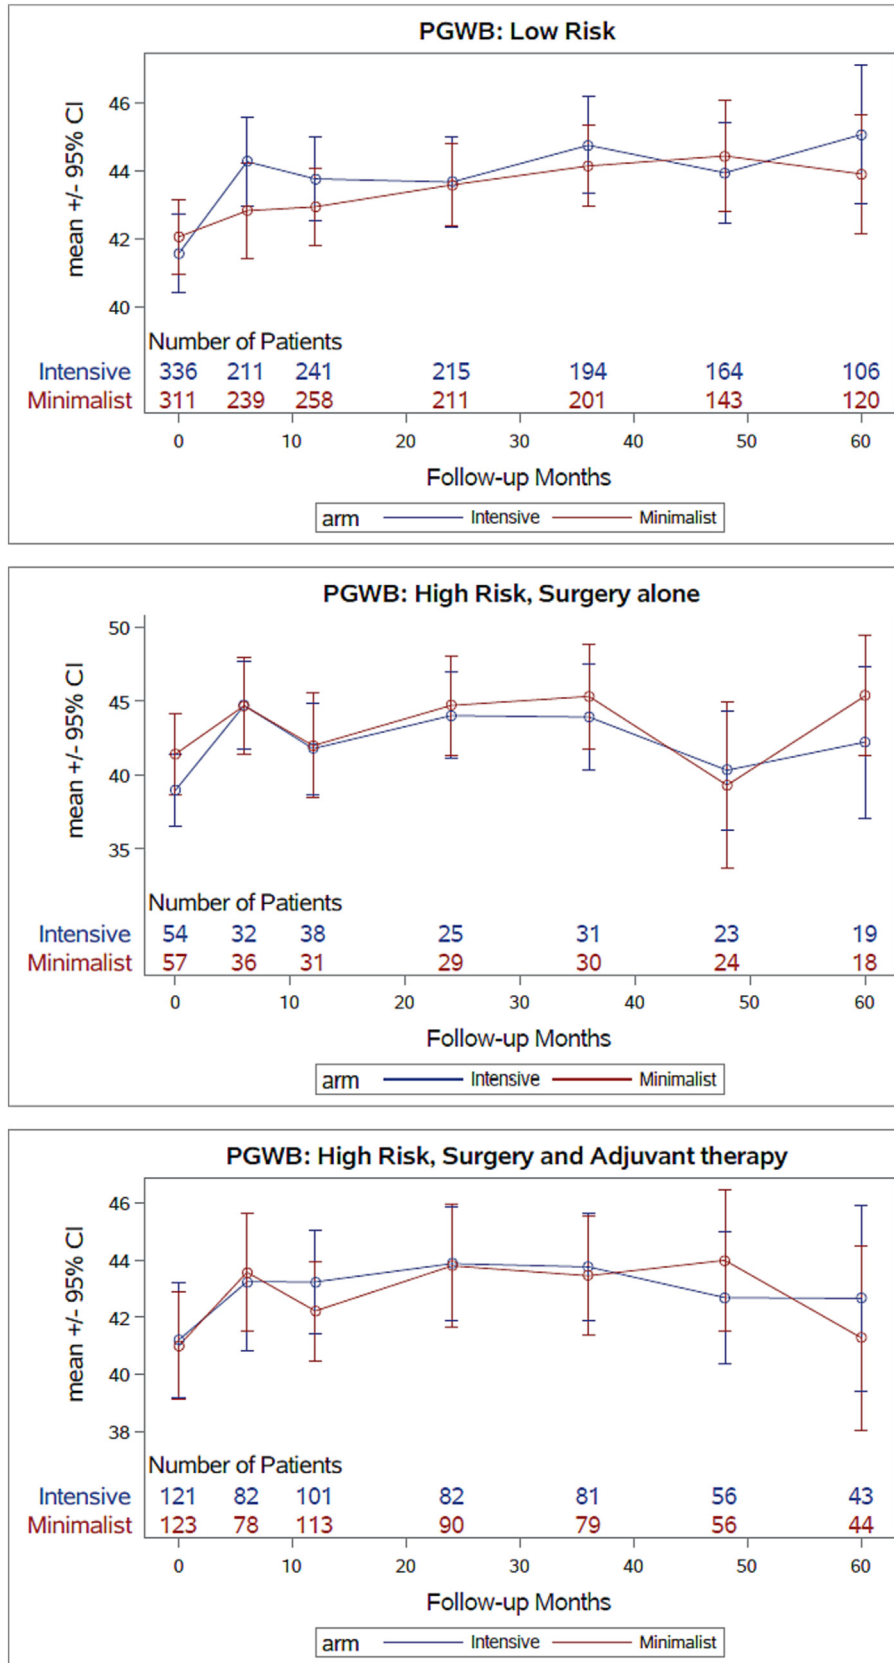 PGWB: Low Risk
mean +/- 95% CI
46
44
42
40
Number of Patients
Intensive 336 211 241 215 194 164 106
Minimalist 311 239 258 211 201 143 120
0 10 20 30 40 50 60
Follow-up Months
arm Intensive Minimalist
PGWB: High Risk, Surgery alone
mean +/- 95% CI
50
45
40
35
Number of Patients
Intensive 54 32 38 25 31 23 19
Minimalist 57 36 31 29 30 24 18
0 10 20 30 40 50 60
Follow-up Months
arm Intensive Minimalist
PGWB: High Risk, Surgery and Adjuvant therapy
mean +/- 95% CI
46
44
42
40
38
Number of Patients
Intensive 121 82 101 82 81 56 43
Minimalist 123 78 113 90 79 56 44
0 10 20 30 40 50 60
Follow-up Months
arm Intensive Minimalist